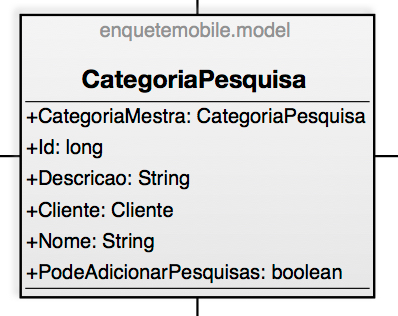 enquetemobile.model
CategoriaPesquisa
+CategoriaMestra: CategoriaPesquisa
+Id: long
+Descricao: String
+Cliente: Cliente
+Nome: String
+PodeAdicionarPesquisas: boolean